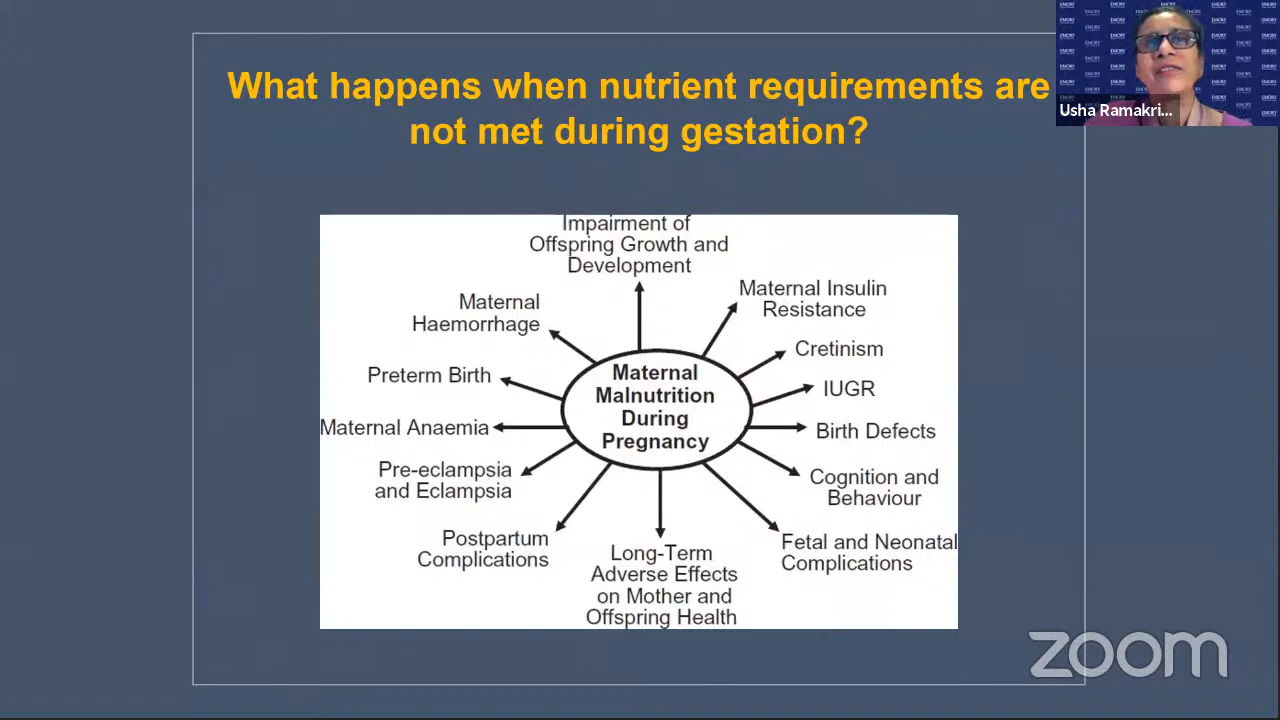 What happens when nutrient requirements are
not met during gestation?
Usha Ramakri...
Impairment of
Offspring Growth and
Development
Maternal Insulin
Resistance
Maternal
Haemorrhage
Cretinism
Preterm Birth
IUGR
Maternal
Malnutrition
During
Pregnancy
Maternal Anaemia
Birth Defects
Pre-eclampsia
and Eclampsia
Cognition and
Behaviour
Postpartum
Complications
Fetal and Neonatal
Complications
Long-Term
Adverse Effects
on Mother and
Offspring Health
zoom